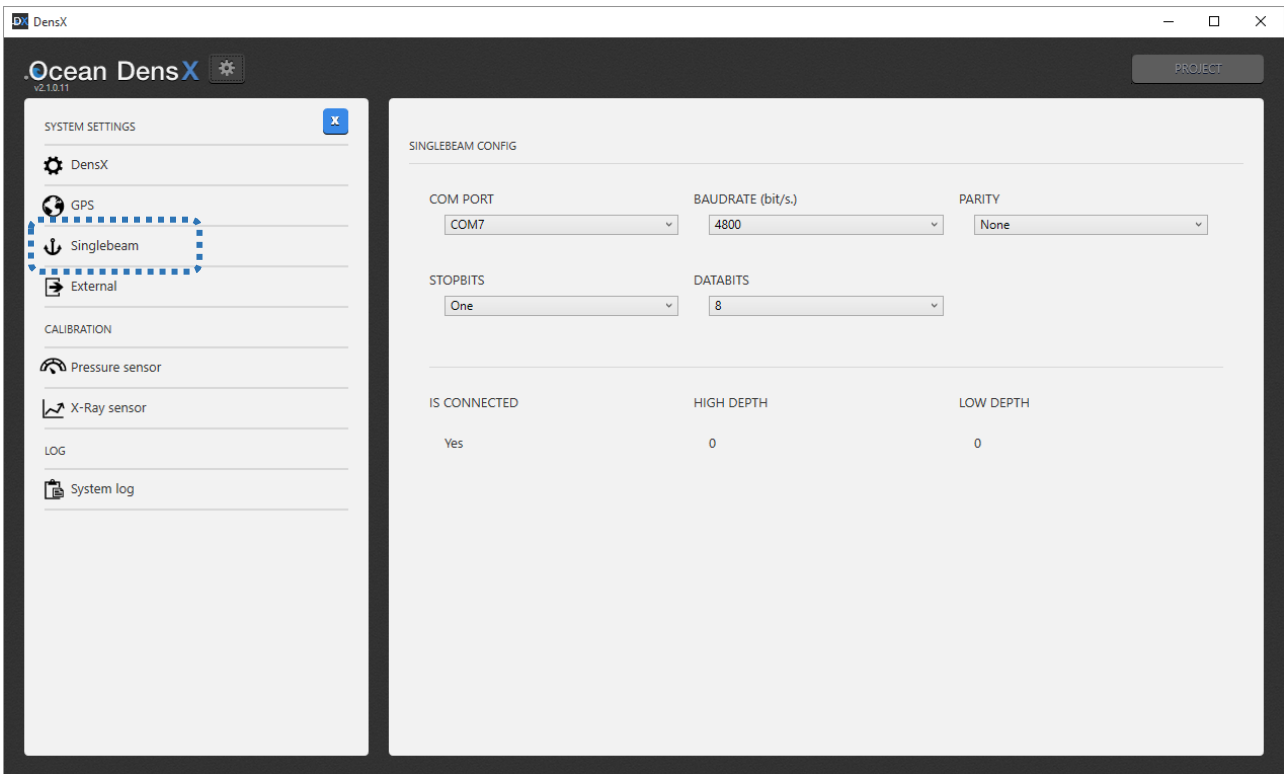 DX DensX
.Ocean DensX
v2.1.0.11
PROJECT
SYSTEM SETTINGS
X
DensX
GPS
Singlebeam
External
CALIBRATION
Pressure sensor
X-Ray sensor
LOG
System log
SINGLEBEAM CONFIG
COM PORT BAUDRATE (bit/s.) PARITY
COM7 4800 None
STOPBITS DATABITS
One 8
IS CONNECTED HIGH DEPTH LOW DEPTH
Yes 0 0